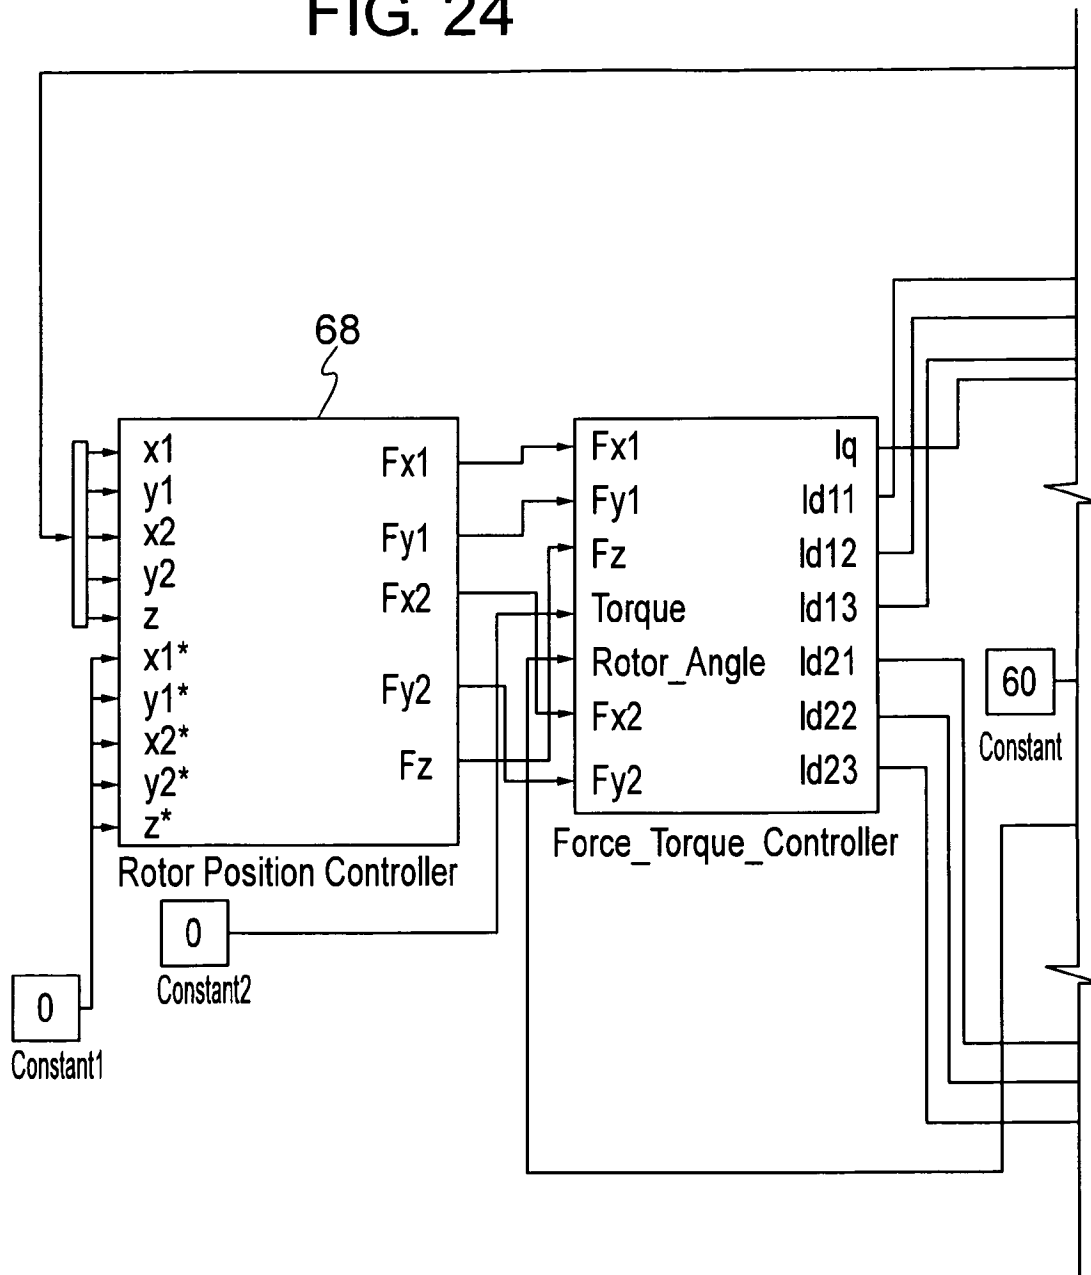 FIG. 24
68
x1
y1
x2
y2
z
x1*
y1*
x2*
y2*
z*
Fx1
Fy1
Fx2
Fy2
Fz
Rotor Position Controller
Fx1
Fy1
Fz
Torque
Rotor_Angle
Fx2
Fy2
Iq
Id11
Id12
Id13
Id21
Id22
Id23
Force_Torque_Controller
60
Constant
0
Constant2
0
Constant1